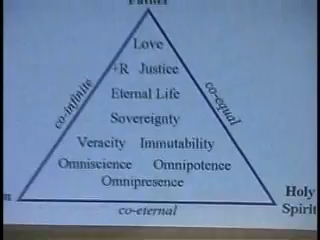 Father
Love
+R Justice
Eternal Life
Sovereignty
Veracity Immutability
Omniscience Omnipotence
Omnipresence
co-infinite
co-equal
co-eternal
Holy
Spirit